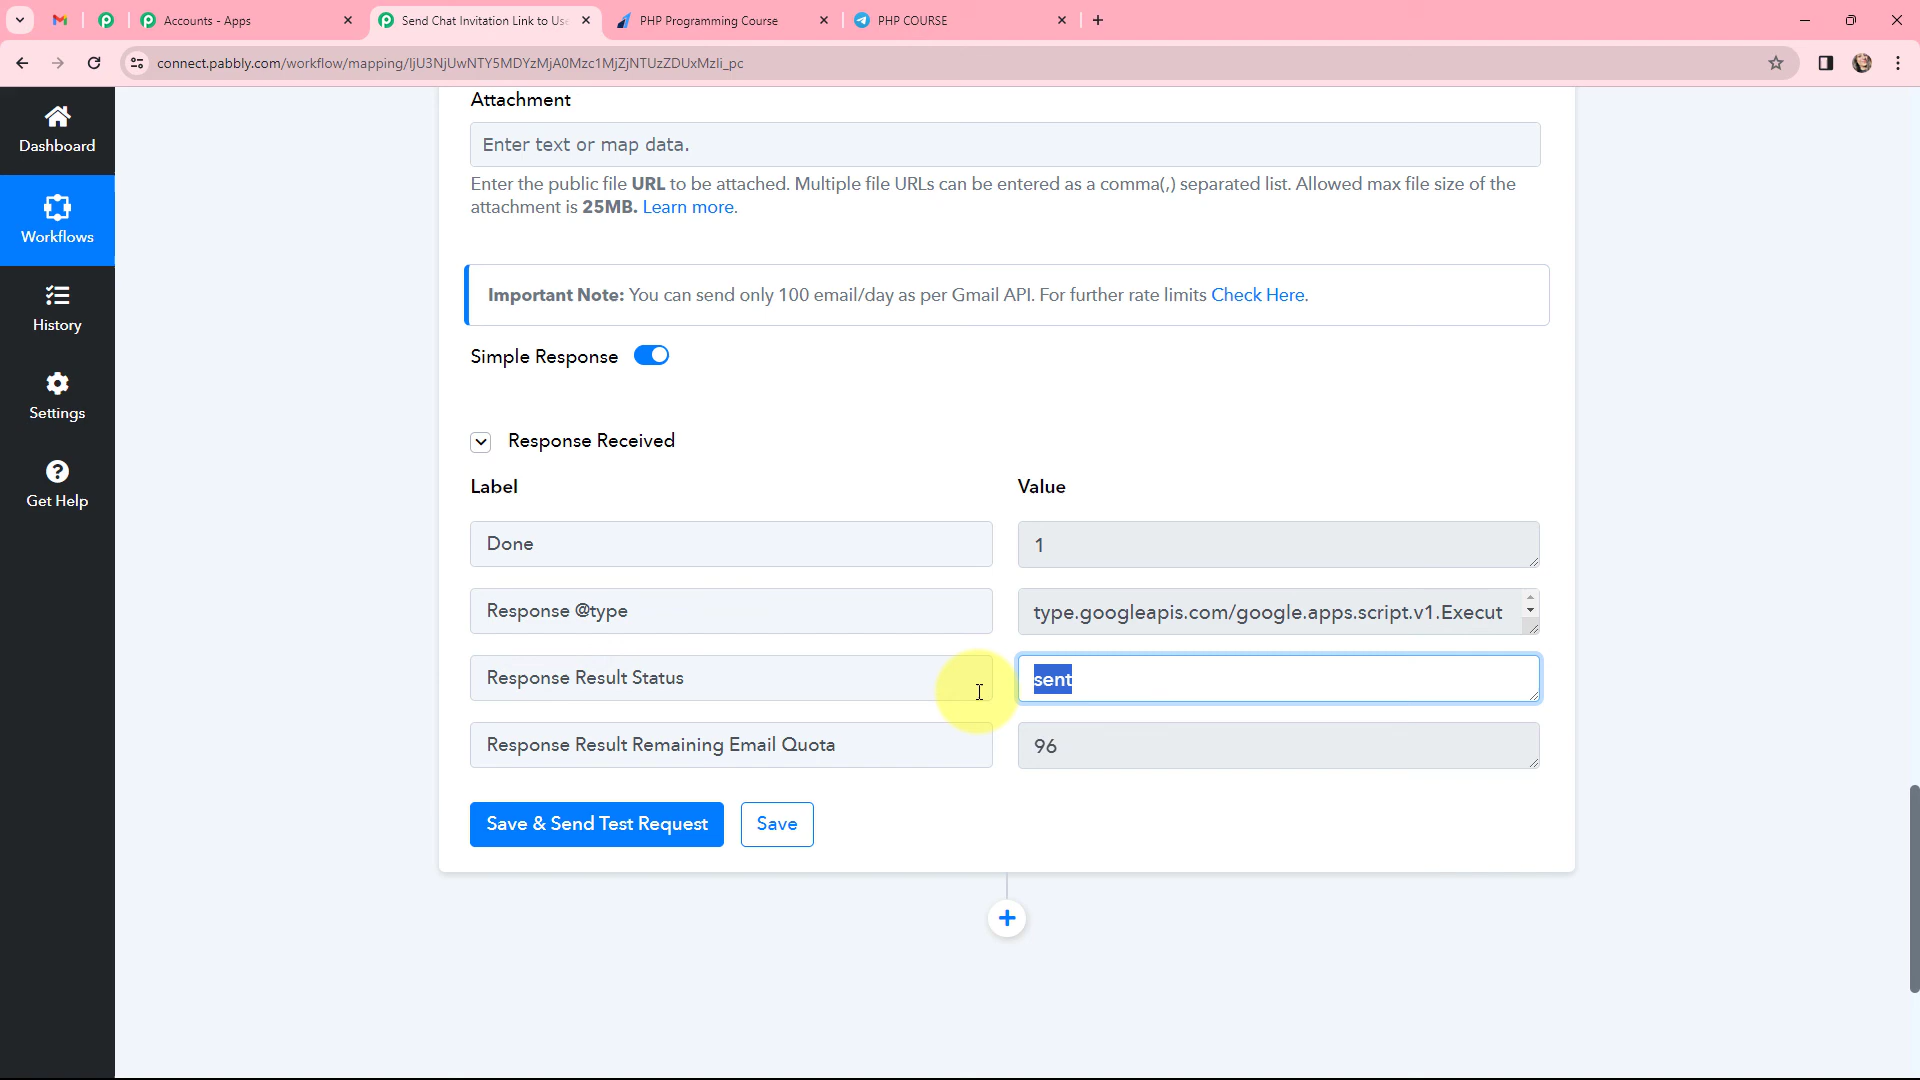 Accounts - Apps
Send Chat Invitation Link to Use
PHP Programming Course
PHP COURSE
connect.pabbly.com/workflow/mapping/IjU3NjUwNTY5MDYzMjA0Mzc1MjZjNTUzZDUxMzIi_pc
Dashboard
Workflows
History
Settings
Get Help
Attachment
Enter text or map data.
Enter the public file URL to be attached. Multiple file URLs can be entered as a comma(,) separated list. Allowed max file size of the
attachment is 25MB. Learn more.
Important Note: You can send only 100 email/day as per Gmail API. For further rate limits Check Here.
Simple Response
Response Received
Label Value
Done 1
Response @type type.googleapis.com/google.apps.script.v1.Execut
Response Result Status sent
Response Result Remaining Email Quota 96
Save & Send Test Request Save